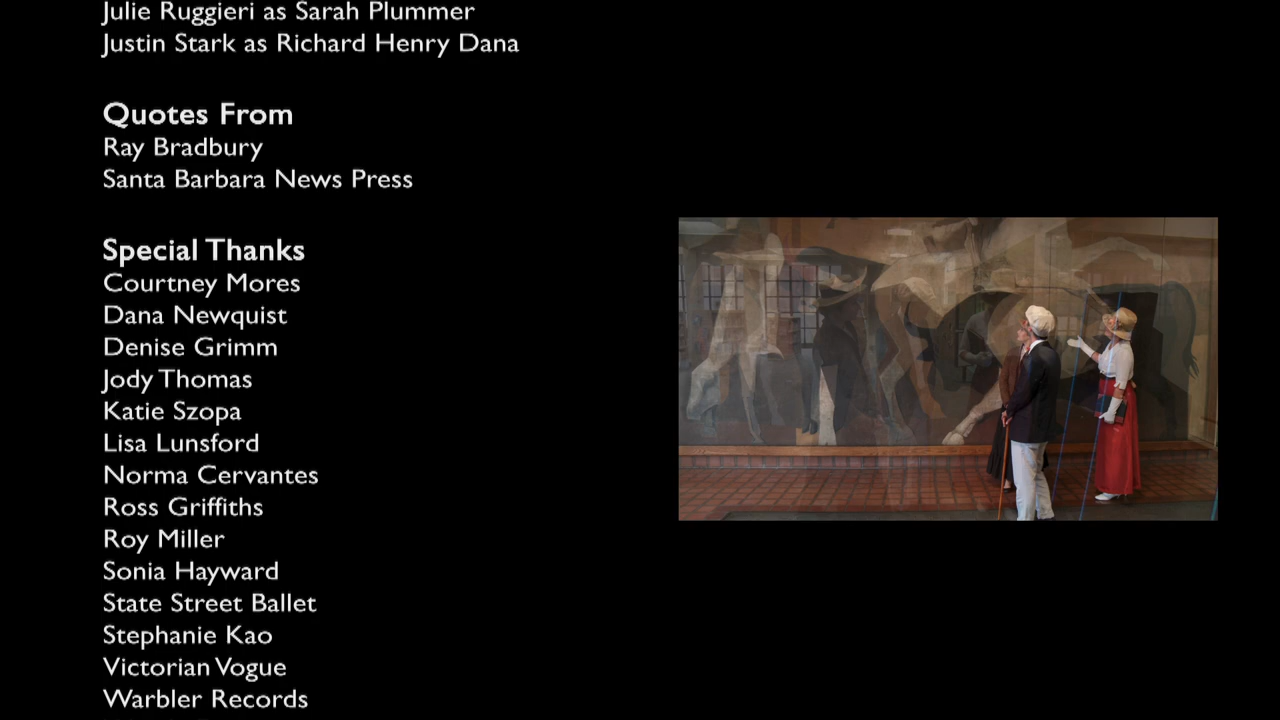 Julie Ruggieri as Sarah Plummer
Justin Stark as Richard Henry Dana
Quotes From
Ray Bradbury
Santa Barbara News Press
Special Thanks
Courtney Mores
Dana Newquist
Denise Grimm
Jody Thomas
Katie Szopa
Lisa Lunsford
Norma Cervantes
Ross Griffiths
Roy Miller
Sonia Hayward
State Street Ballet
Stephanie Kao
Victorian Vogue
Warbler Records